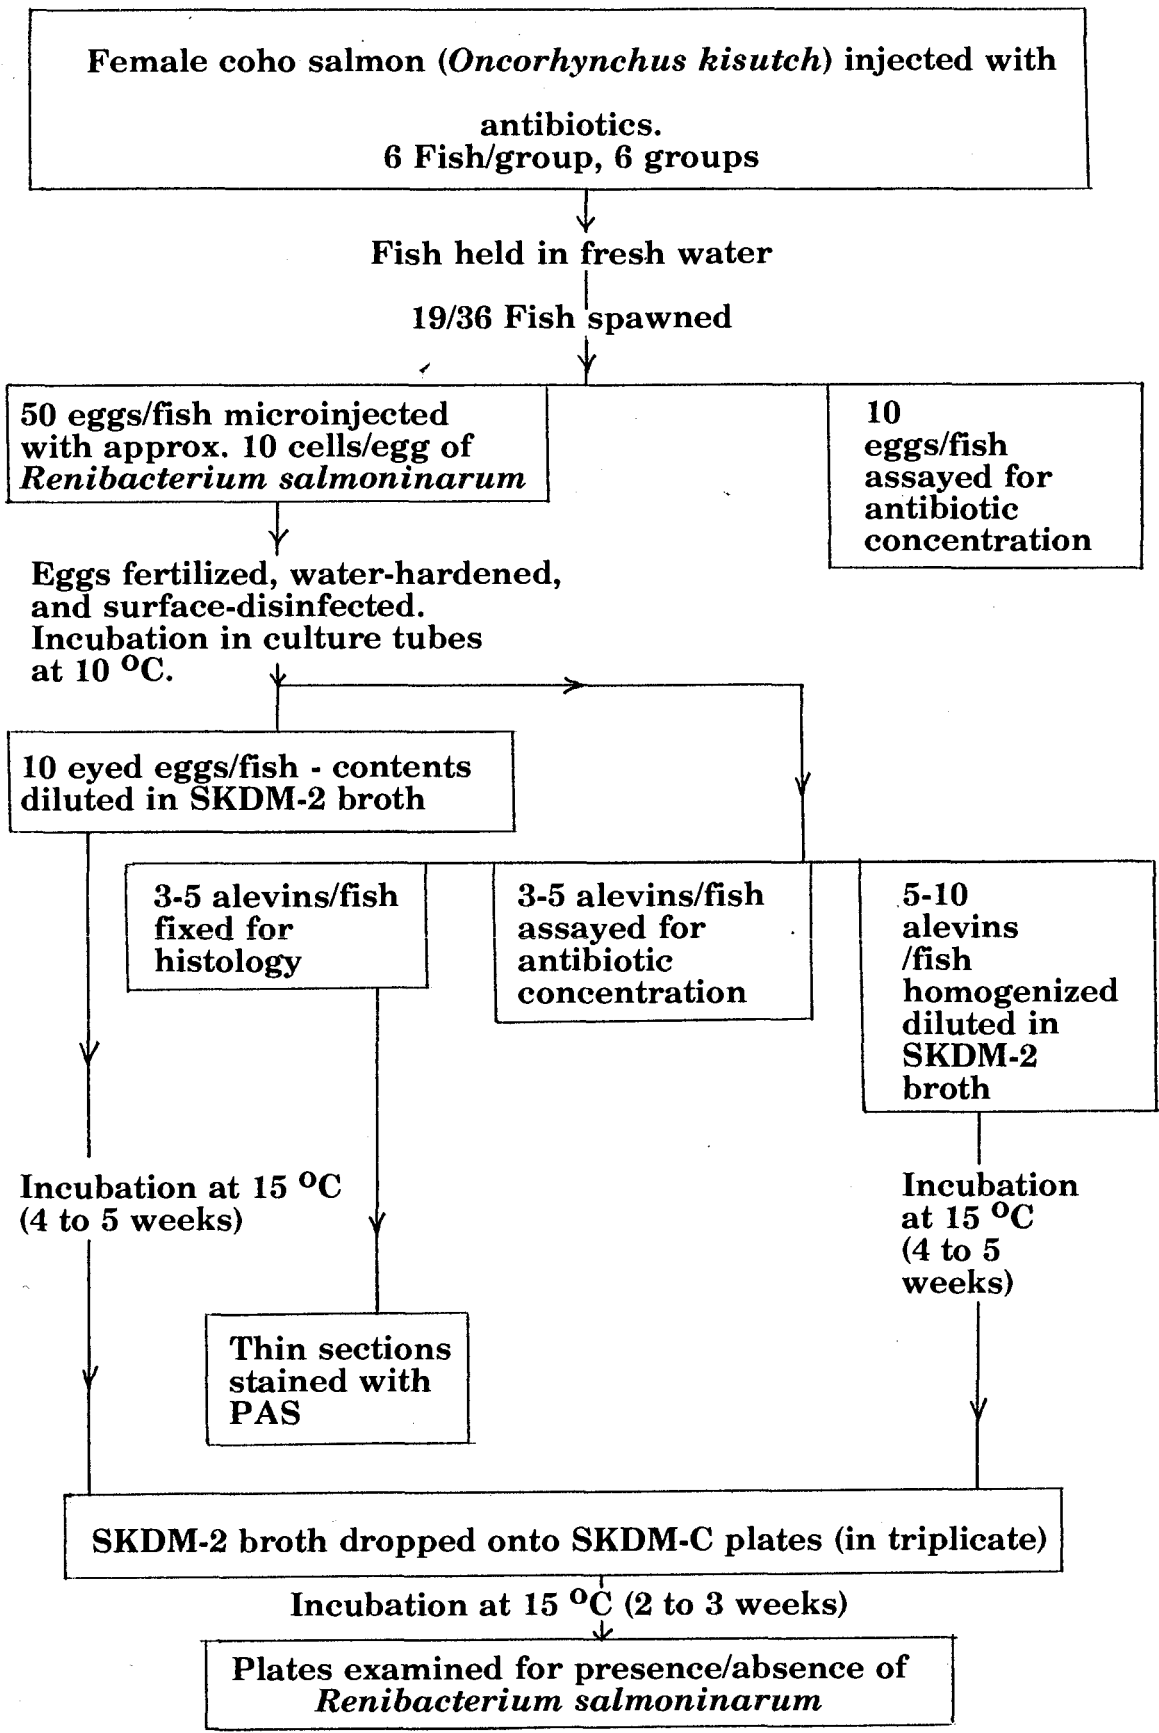 Female coho salmon (Oncorhynchus kisutch) injected with
antibiotics.
6 Fish/group, 6 groups
Fish held in fresh water
19/36 Fish spawned
50 eggs/fish microinjected
with approx. 10 cells/egg of
Renibacterium salmoninarum
10
eggs/fish
assayed for
antibiotic
concentration
Eggs fertilized, water-hardened,
and surface-disinfected.
Incubation in culture tubes
at 10 ºC.
10 eyed eggs/fish - contents
diluted in SKDM-2 broth
3-5 alevins/fish
fixed for
histology
3-5 alevins/fish
assayed for
antibiotic
concentration
5-10
alevins
/fish
homogenized
diluted in
SKDM-2
broth
Incubation at 15 ºC
(4 to 5 weeks)
Incubation
at 15 ºC
(4 to 5
weeks)
Thin sections
stained with
PAS
SKDM-2 broth dropped onto SKDM-C plates (in triplicate)
Incubation at 15 ºC (2 to 3 weeks)
Plates examined for presence/absence of
Renibacterium salmoninarum